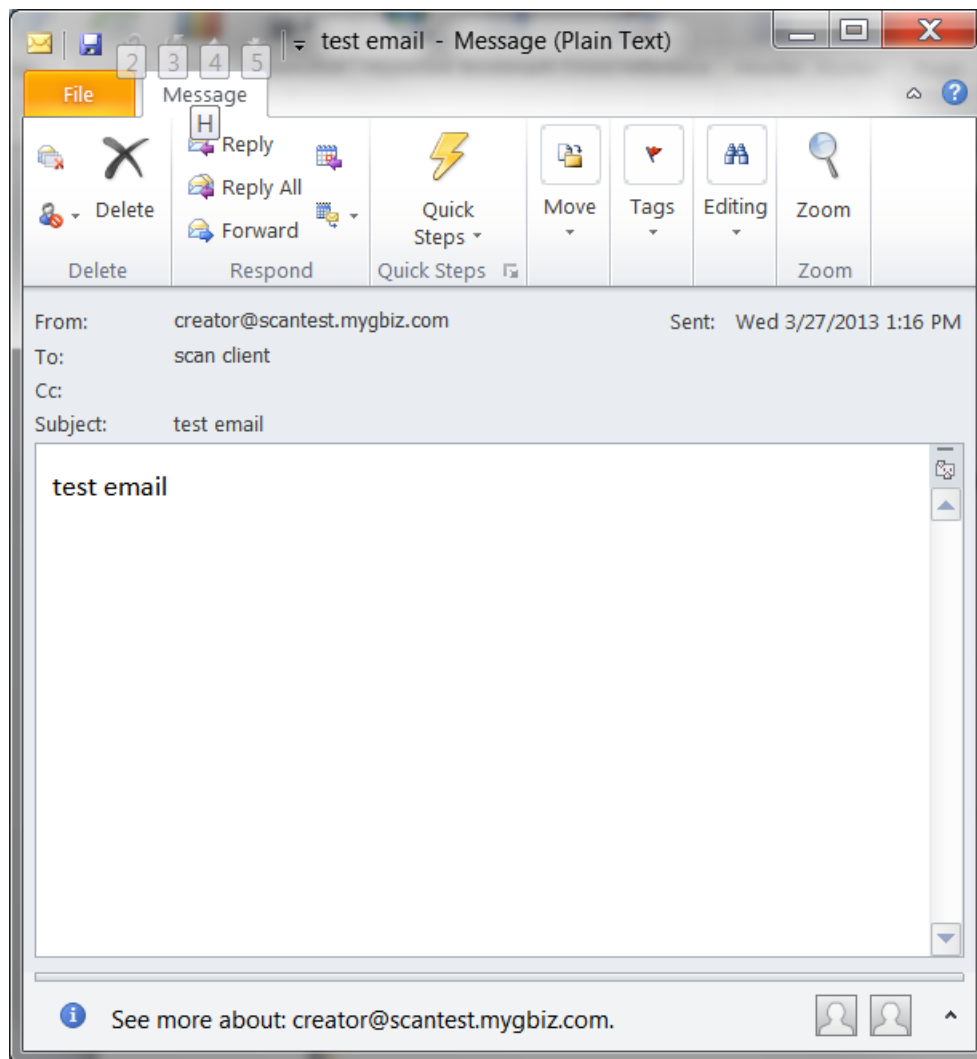 test email - Message (Plain Text)
2 3 4 5
File Message
H
Reply
Reply All
Forward
Delete
Quick Steps
Move
Tags
Editing
Zoom
Delete Respond Quick Steps Zoom
From: creator@scantest.mygbiz.com Sent: Wed 3/27/2013 1:16 PM
To: scan client
Cc:
Subject: test email
test email
See more about: creator@scantest.mygbiz.com.